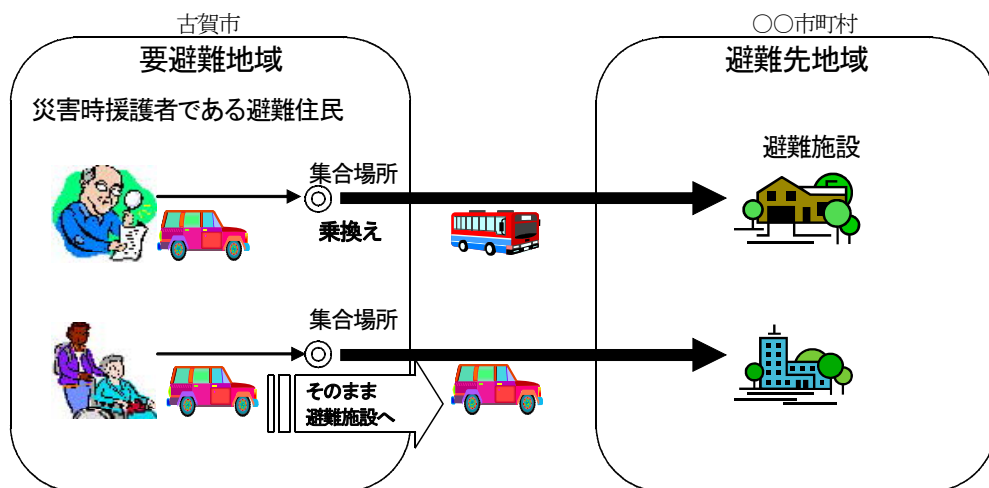 古賀市
○○市町村
要避難地域
避難先地域
災害時援護者である避難住民
集合場所
避難施設
乗換え
集合場所
そのまま
避難施設へ